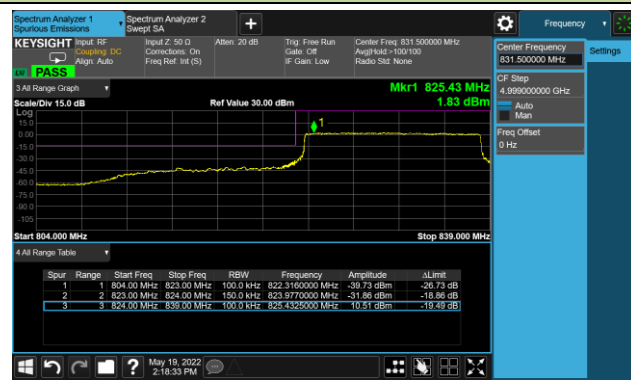 Spectrum Analyzer 1
Spurious Emissions
Spectrum Analyzer 2
Swept SA
+
Frequency
KEYSIGHT
Input: RF
Coupling: DC
Align: Auto
Input Z: 50 Ω
Corrections: On
Freq Ref: Int (S)
Atten: 20 dB
Trig: Free Run
Gate: Off
IF Gain: Low
Center Freq: 831.500000 MHz
Avg|Hold:>100/100
Radio Std: None
PASS
Center Frequency
831.500000 MHz
Settings
CF Step
4.999000000 GHz
Auto
Man
Freq Offset
0 Hz
3 All Range Graph
Mkr1 825.43 MHz
Scale/Div 15.0 dB
Ref Value 30.00 dBm
1.83 dBm
Log
15.0
0.00
-15.0
-30.0
-45.0
-60.0
-75.0
-90.0
-105
1
Start 804.000 MHz
Stop 839.000 MHz
4 All Range Table
Spur Range Start Freq Stop Freq RBW Frequency Amplitude ΔLimit
1 1 804.00 MHz 823.00 MHz 100.0 kHz 822.3160000 MHz -39.73 dBm -26.73 dB
2 2 823.00 MHz 824.00 MHz 150.0 kHz 823.9770000 MHz -31.86 dBm -18.86 dB
3 3 824.00 MHz 839.00 MHz 100.0 kHz 825.4325000 MHz 10.51 dBm -19.49 dB
?
May 19, 2022
2:18:33 PM